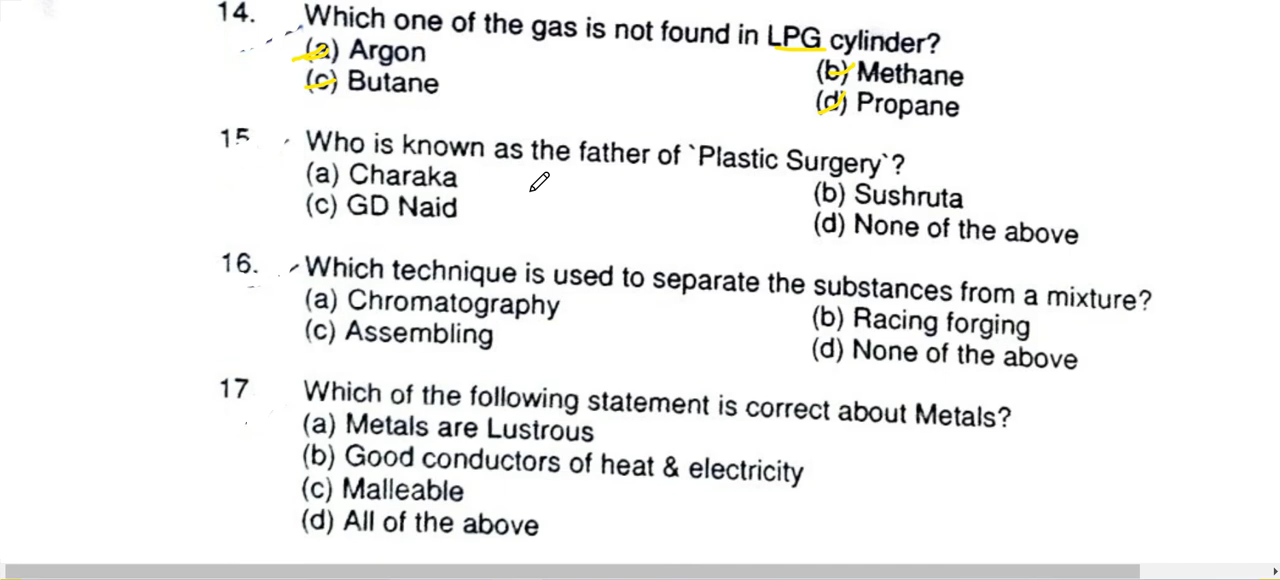 14. Which one of the gas is not found in LPG cylinder?
(a) Argon (b) Methane
(c) Butane (d) Propane
15 Who is known as the father of `Plastic Surgery`?
(a) Charaka (b) Sushruta
(c) GD Naid (d) None of the above
16. Which technique is used to separate the substances from a mixture?
(a) Chromatography (b) Racing forging
(c) Assembling (d) None of the above
17 Which of the following statement is correct about Metals?
(a) Metals are Lustrous
(b) Good conductors of heat & electricity
(c) Malleable
(d) All of the above